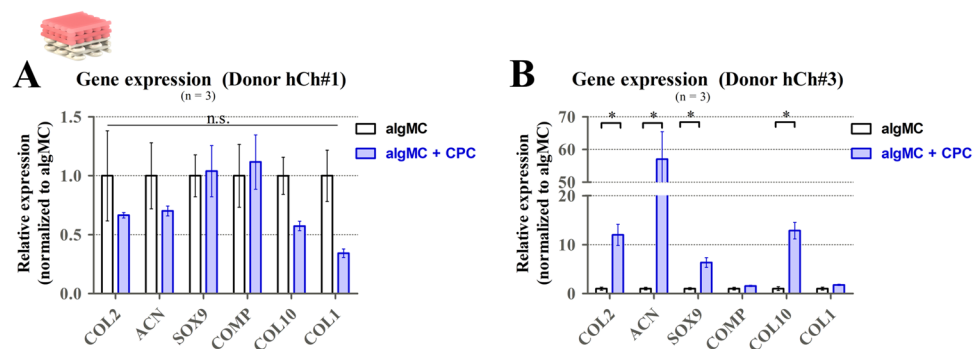 A
Gene expression (Donor hCh#1)
(n = 3)
Relative expression
(normalized to algMC)
1.5
1.0
0.5
0.0
n.s.
algMC
algMC + CPC
COL2
ACN
SOX9
COMP
COL10
COL1
B
Gene expression (Donor hCh#3)
(n = 3)
Relative expression
(normalized to algMC)
70
60
50
20
10
0
*
*
*
*
algMC
algMC + CPC
COL2
ACN
SOX9
COMP
COL10
COL1